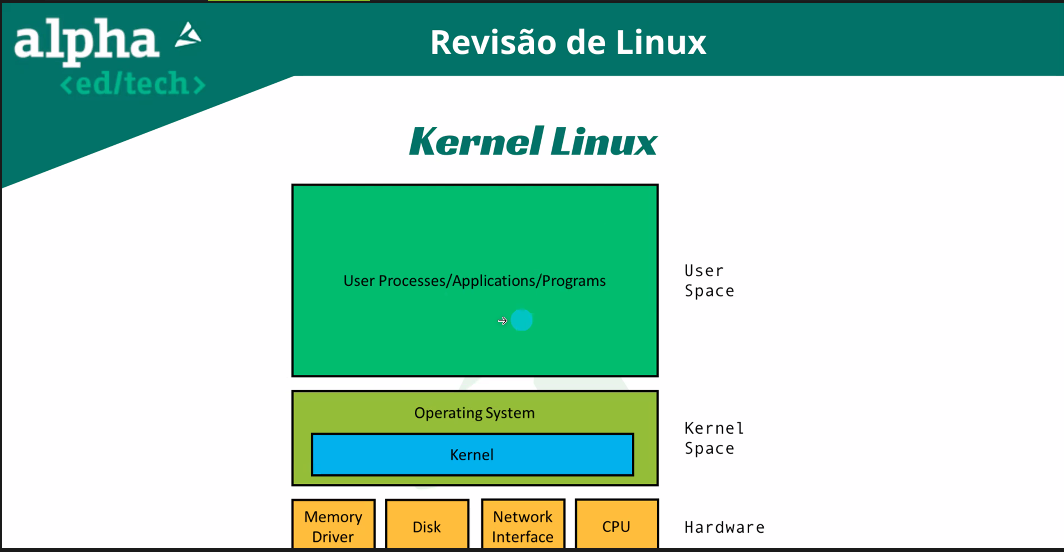 alpha
<ed/tech>
Revisão de Linux
Kernel Linux
User Processes/Applications/Programs
User
Space
Operating System
Kernel
Kernel
Space
Memory
Driver
Disk
Network
Interface
CPU
Hardware